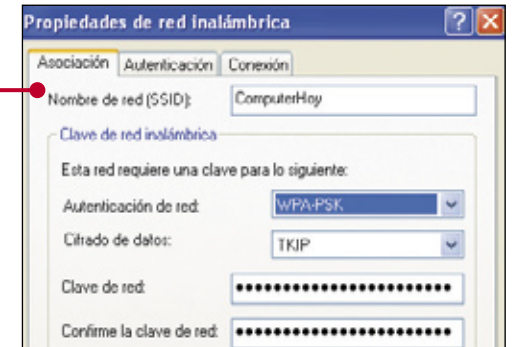 Propiedades de red inalámbrica
Asociación Autenticación Conexión
Nombre de red (SSID): ComputerHoy
Clave de red inalámbrica
Esta red requiere una clave para lo siguiente:
Autenticación de red: WPA-PSK
Cifrado de datos: TKIP
Clave de red: ••••••••••••••••••••••••
Confirme la clave de red: ••••••••••••••••••••••••